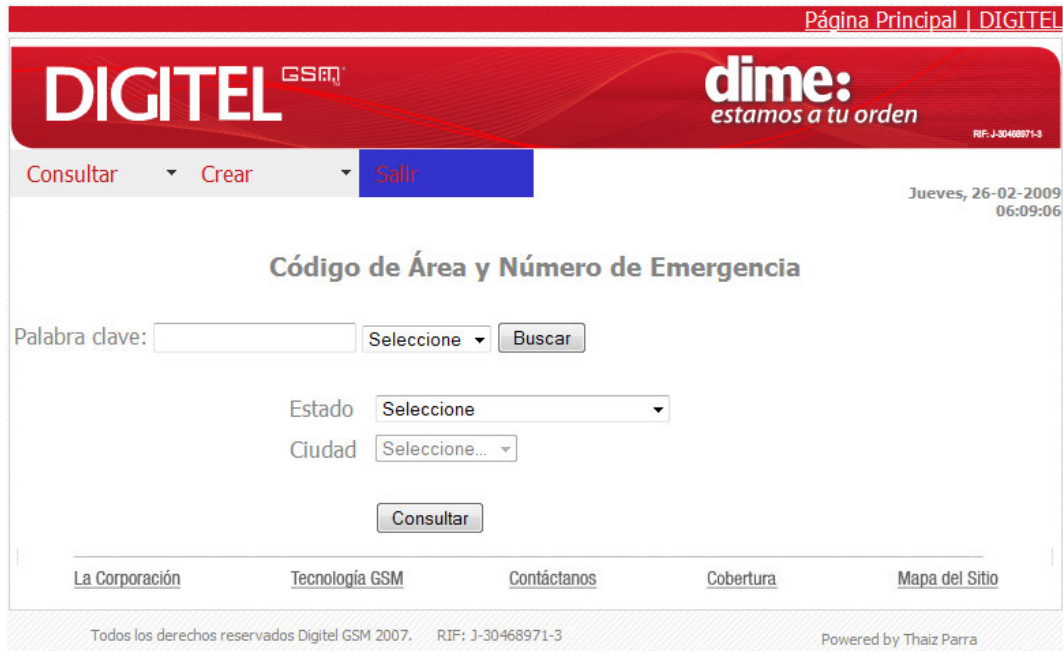 Página Principal | DIGITEL
DIGITEL GSM
dime:
estamos a tu orden
RIF: J-30468971-3
Consultar Crear Salir
Jueves, 26-02-2009
06:09:06
Código de Área y Número de Emergencia
Palabra clave: Seleccione Buscar
Estado Seleccione
Ciudad Seleccione...
Consultar
La Corporación Tecnología GSM Contáctanos Cobertura Mapa del Sitio
Todos los derechos reservados Digitel GSM 2007. RIF: J-30468971-3 Powered by Thaiz Parra